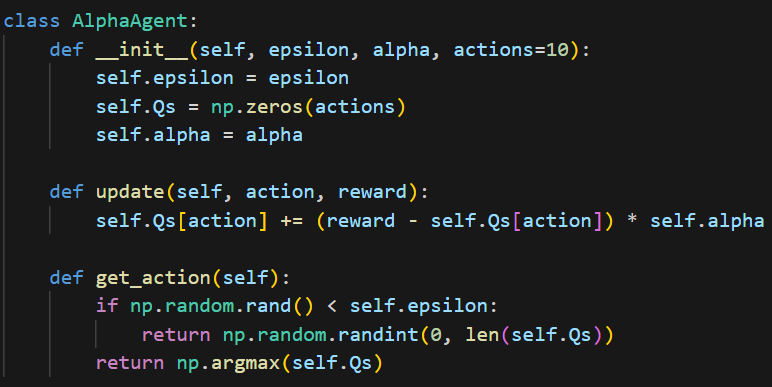 class AlphaAgent:
    def __init__(self, epsilon, alpha, actions=10):
        self.epsilon = epsilon
        self.Qs = np.zeros(actions)
        self.alpha = alpha

    def update(self, action, reward):
        self.Qs[action] += (reward - self.Qs[action]) * self.alpha

    def get_action(self):
        if np.random.rand() < self.epsilon:
            return np.random.randint(0, len(self.Qs))
        return np.argmax(self.Qs)